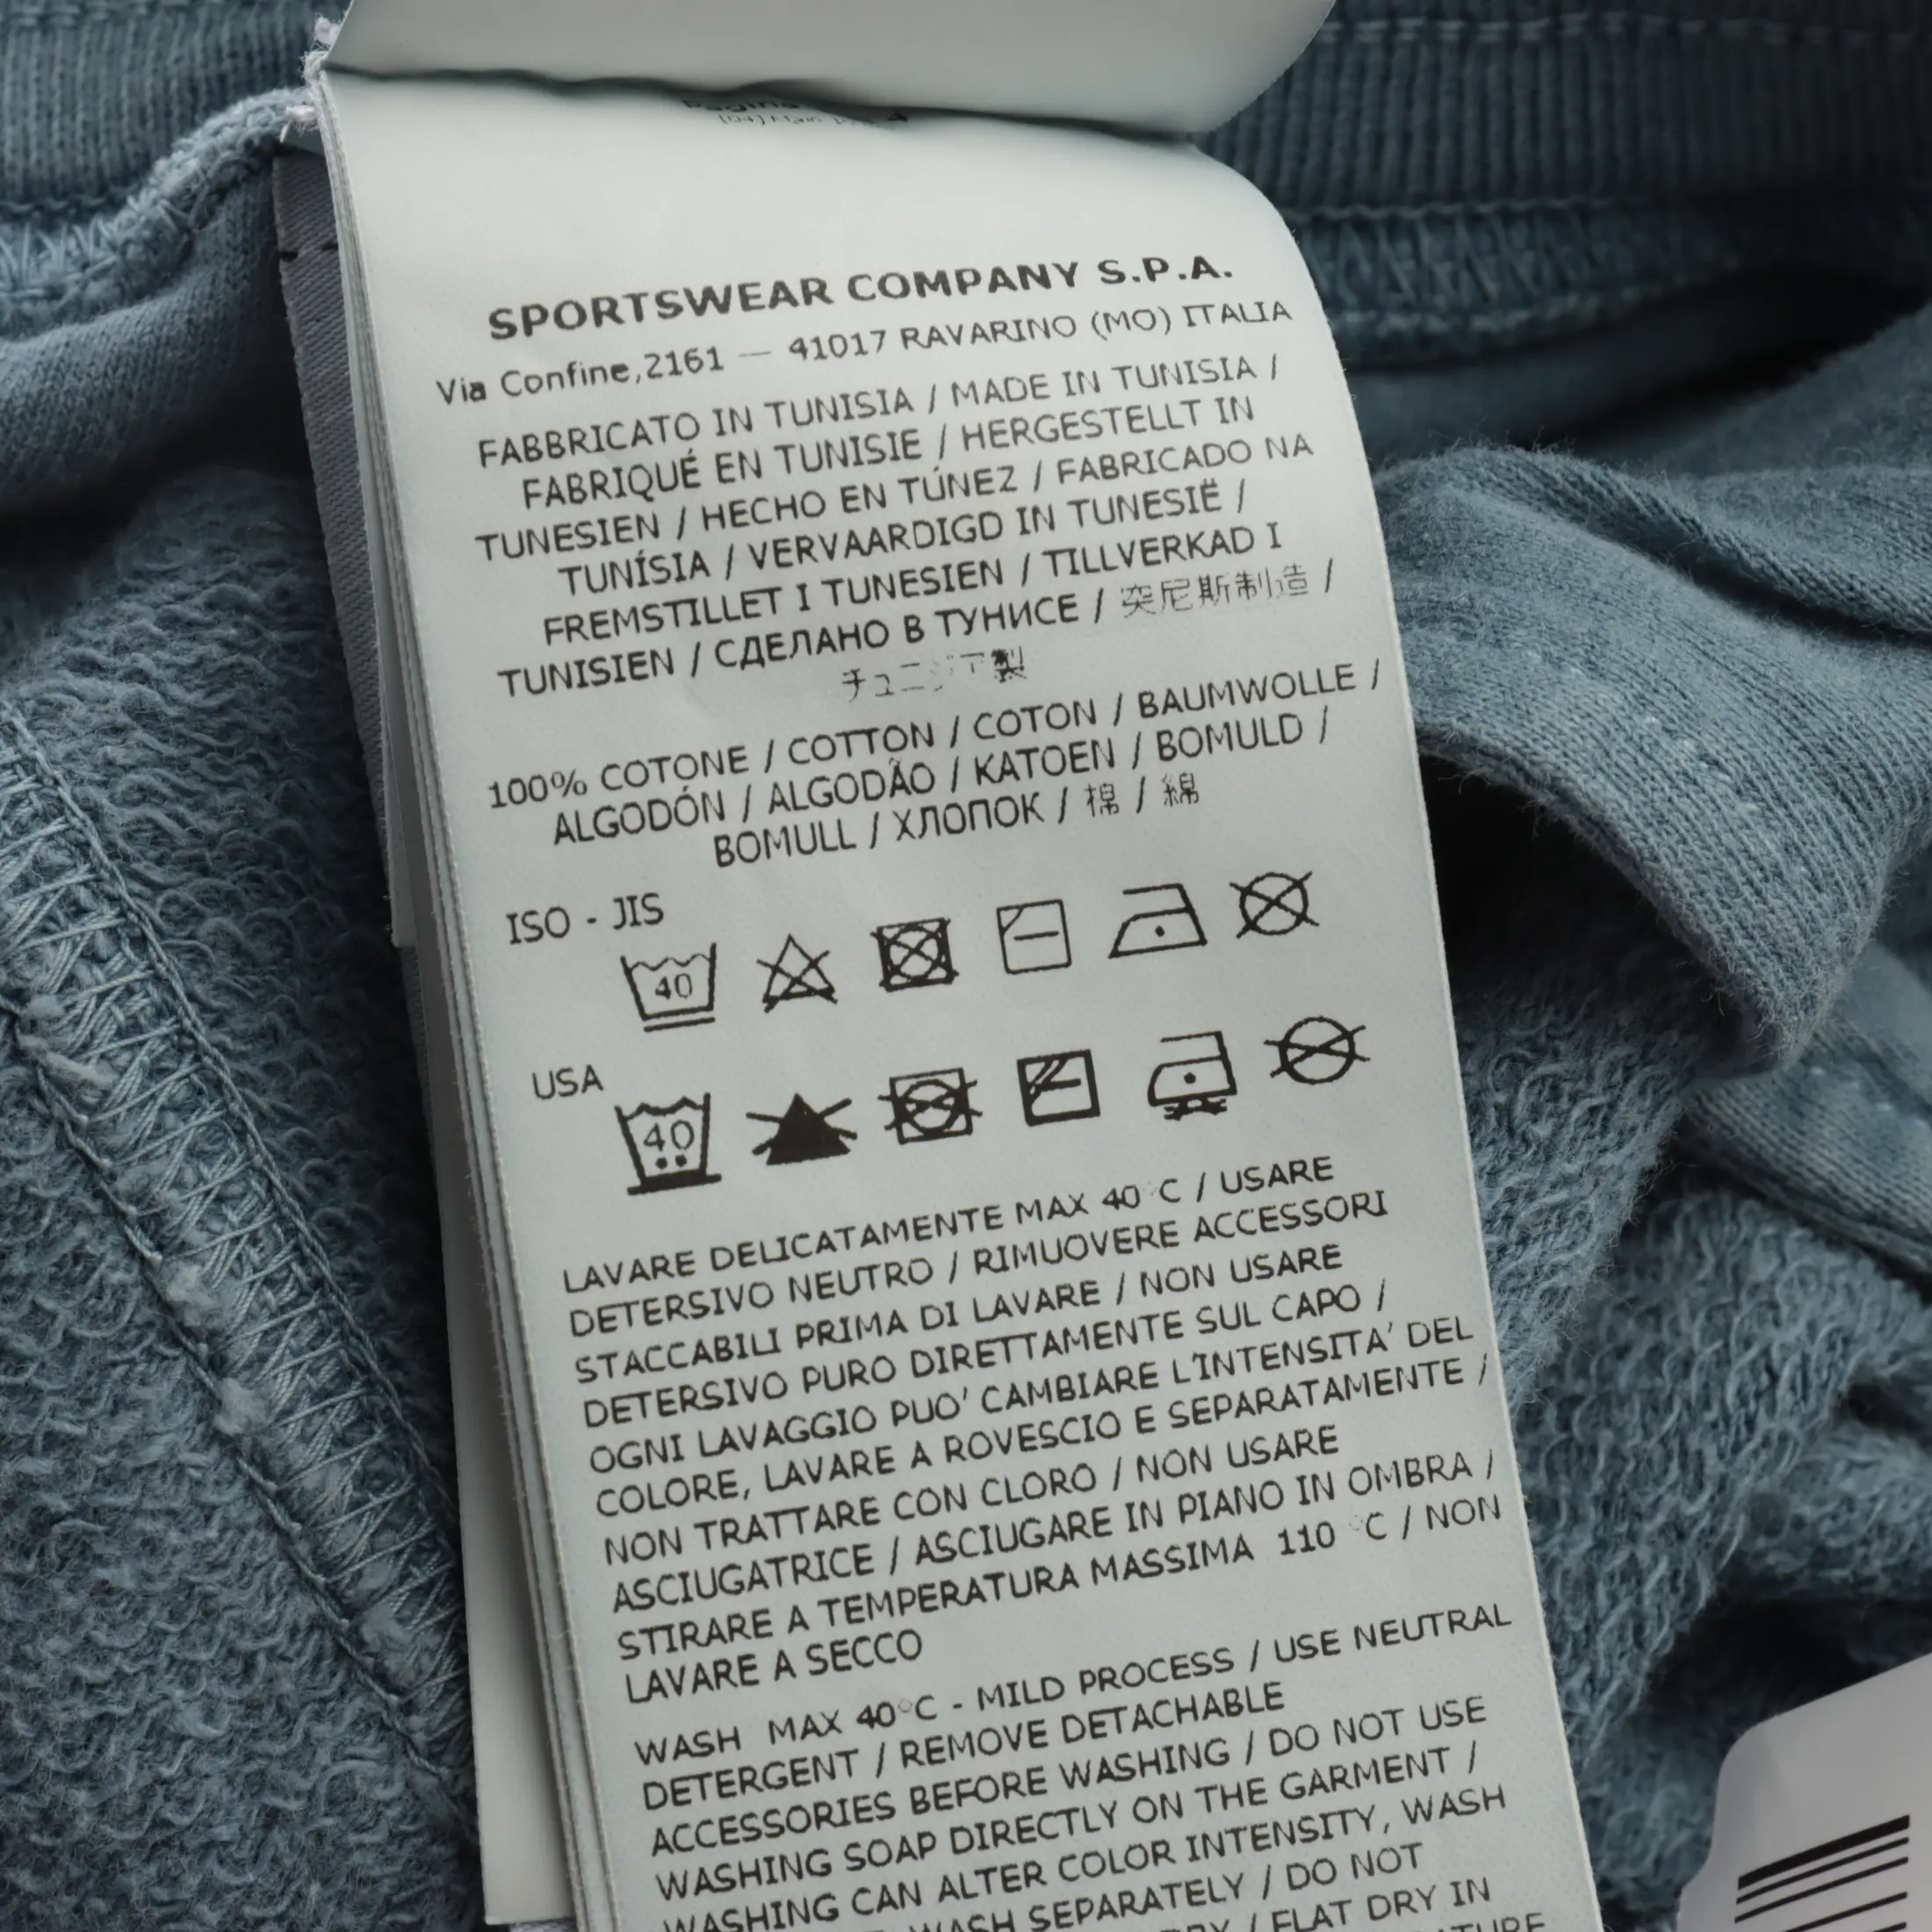 SPORTSWEAR COMPANY S.P.A.
Via Confine,2161 — 41017 RAVARINO (MO) ITALIA
FABBRICATO IN TUNISIA / MADE IN TUNISIA /
FABRIQUÉ EN TUNISIE / HERGESTELLT IN
TUNESIEN / HECHO EN TÚNEZ / FABRICADO NA
TUNÍSIA / VERVAARDIGD IN TUNESIË /
FREMSTILLET I TUNESIEN / TILLVERKAD I
TUNISIEN / СДЕЛАНО В ТУНИСЕ / 突尼斯制造 /
チュニジア製
100% COTONE / COTTON / COTON / BAUMWOLLE /
ALGODÓN / ALGODÃO / KATOEN / BOMULD /
BOMULL / ХЛОПОК / 棉 / 綿
ISO - JIS
40
USA
40
LAVARE DELICATAMENTE MAX 40°C / USARE
DETERSIVO NEUTRO / RIMUOVERE ACCESSORI
STACCABILI PRIMA DI LAVARE / NON USARE
DETERSIVO PURO DIRETTAMENTE SUL CAPO /
OGNI LAVAGGIO PUO' CAMBIARE L'INTENSITA' DEL
COLORE, LAVARE A ROVESCIO E SEPARATAMENTE /
NON TRATTARE CON CLORO / NON USARE
ASCIUGATRICE / ASCIUGARE IN PIANO IN OMBRA /
STIRARE A TEMPERATURA MASSIMA 110 °C / NON
LAVARE A SECCO
WASH MAX 40°C - MILD PROCESS / USE NEUTRAL
DETERGENT / REMOVE DETACHABLE
ACCESSORIES BEFORE WASHING / DO NOT USE
WASHING SOAP DIRECTLY ON THE GARMENT /
WASHING CAN ALTER COLOR INTENSITY, WASH
WASH SEPARATELY / DO NOT
/ FLAT DRY IN